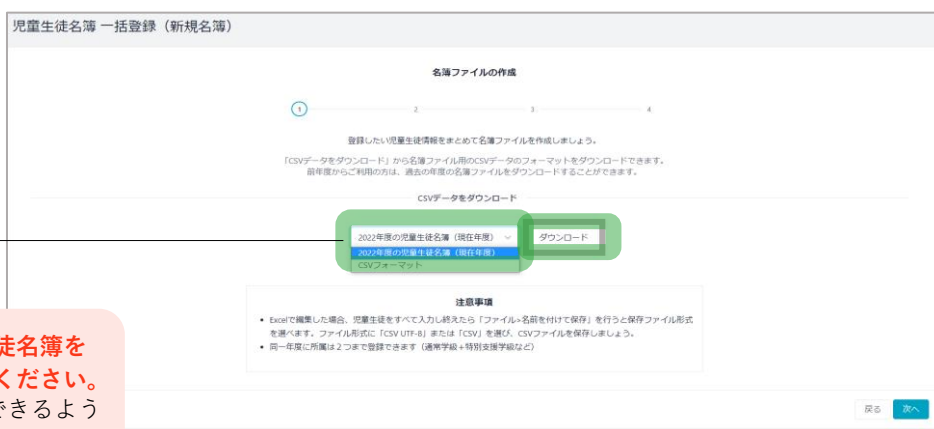 児童生徒名簿 一括登録（新規名簿）
名簿ファイルの作成
1 2 3 4
登録したい児童生徒情報をまとめて名簿ファイルを作成しましょう。
「CSVデータをダウンロード」から名簿ファイル用のCSVデータのフォーマットをダウンロードできます。
前年度からご利用の方は、過去の年度の名簿ファイルをダウンロードすることができます。
CSVデータをダウンロード
2022年度の児童生徒名簿（現在年度） ダウンロード
2022年度の児童生徒名簿（現在年度）
CSVフォーマット
注意事項
• Excelで編集した場合、児童生徒をすべて入力し終えたら「ファイル>名前を付けて保存」を行うと保存ファイル形式
を選べます。ファイル形式に「CSV UTF-8」または「CSV」を選び、CSVファイルを保存しましょう。
• 同一年度に所属は２つまで登録できます（通常学級＋特別支援学級など）
徒名簿を
ください。
できるよう
戻る 次へ